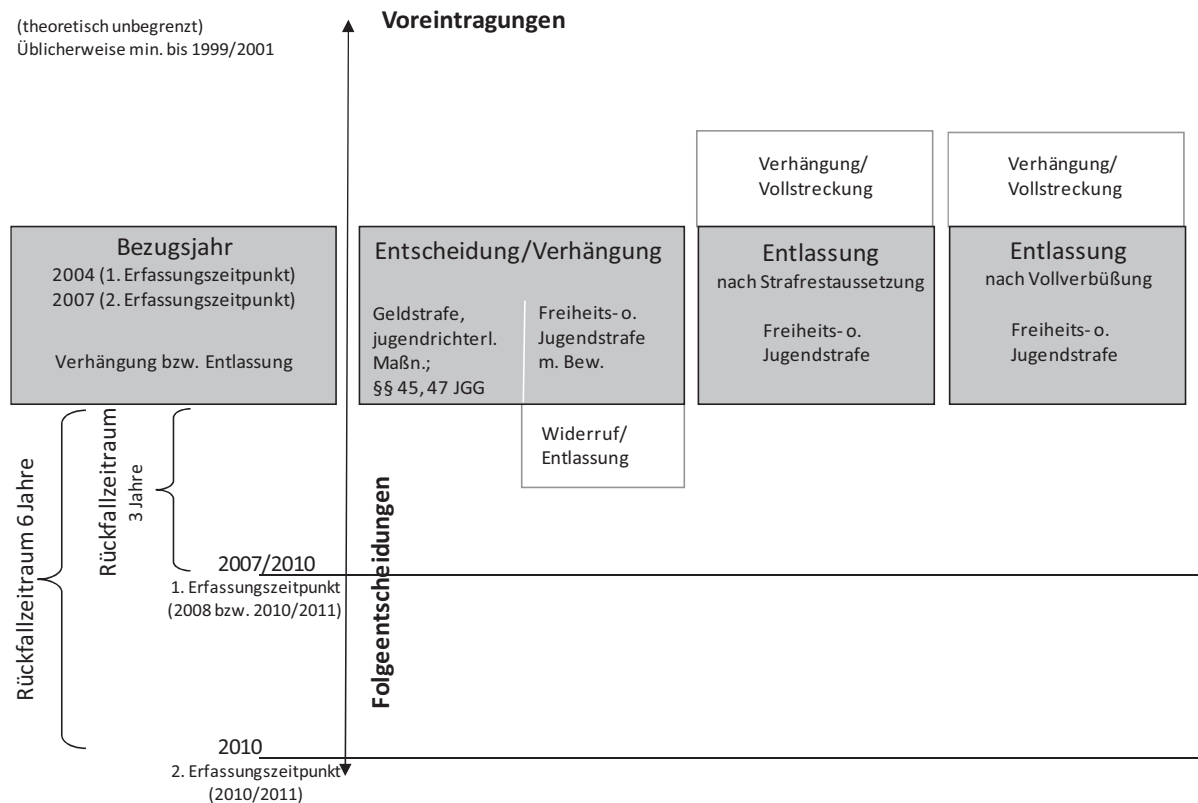 (theoretisch unbegrenzt)
Üblicherweise min. bis 1999/2001
Voreintragungen
Verhängung/
Vollstreckung
Verhängung/
Vollstreckung
Bezugsjahr
2004 (1. Erfassungszeitpunkt)
2007 (2. Erfassungszeitpunkt)
Verhängung bzw. Entlassung
Entscheidung/Verhängung
Geldstrafe,
jugendrichterl.
Maßn.;
§§ 45, 47 JGG
Freiheits- o.
Jugendstrafe
m. Bew.
Entlassung
nach Strafrestaussetzung
Freiheits- o.
Jugendstrafe
Entlassung
nach Vollverbüßung
Freiheits- o.
Jugendstrafe
Widerruf/
Entlassung
Rückfallzeitraum 6 Jahre
Rückfallzeitraum
3 Jahre
Folgeentscheidungen
2007/2010
1. Erfassungszeitpunkt
(2008 bzw. 2010/2011)
2010
2. Erfassungszeitpunkt
(2010/2011)